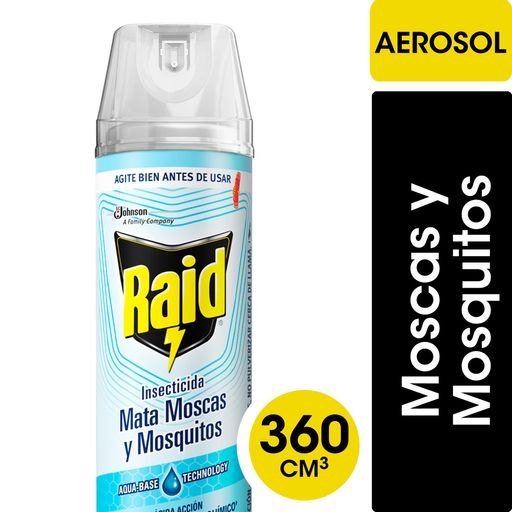 AEROSOL
Moscas y
Mosquitos
AGITE BIEN ANTES DE USAR
SC Johnson
A Family Company
Raid
®
Insecticida
Mata Moscas
y Mosquitos
AQUA-BASE TECHNOLOGY
ACCIÓN
NO PULVERIZAR CERCA DE LLAMA
360
CM³